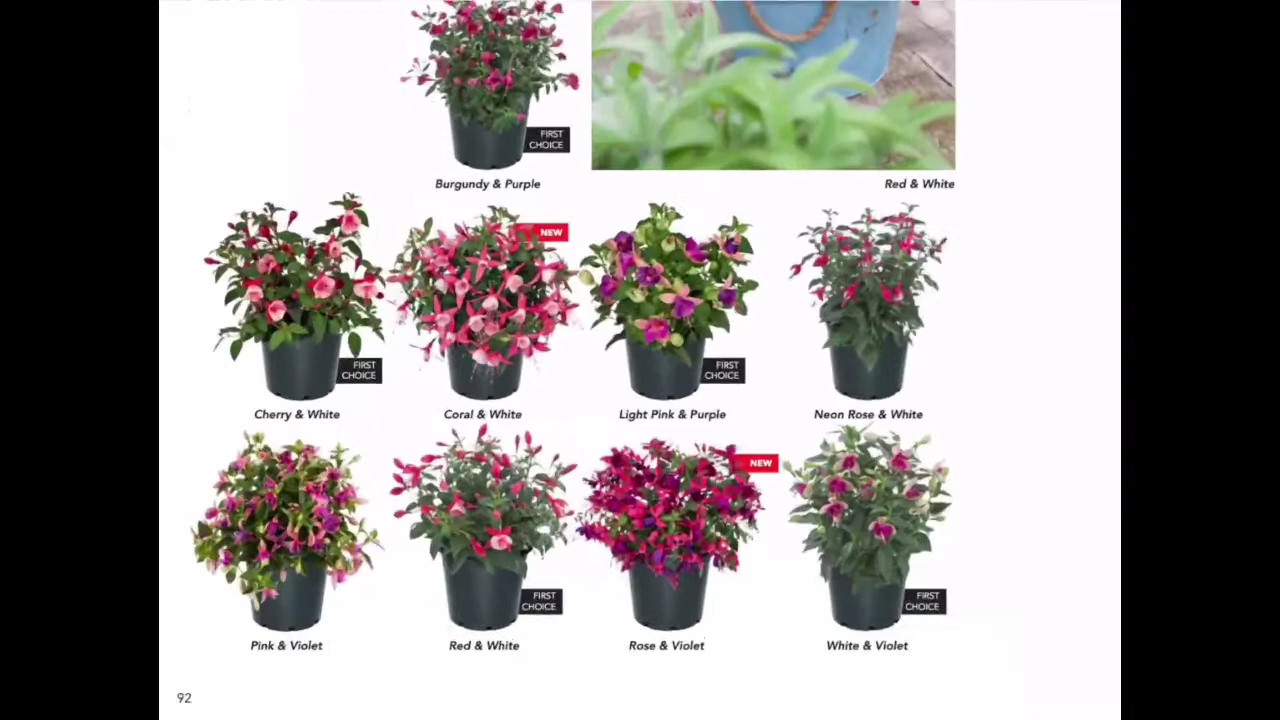 FIRST
CHOICE
Burgundy & Purple
Red & White
NEW
FIRST
CHOICE
FIRST
CHOICE
Cherry & White
Coral & White
Light Pink & Purple
Neon Rose & White
NEW
FIRST
CHOICE
FIRST
CHOICE
Pink & Violet
Red & White
Rose & Violet
White & Violet
92